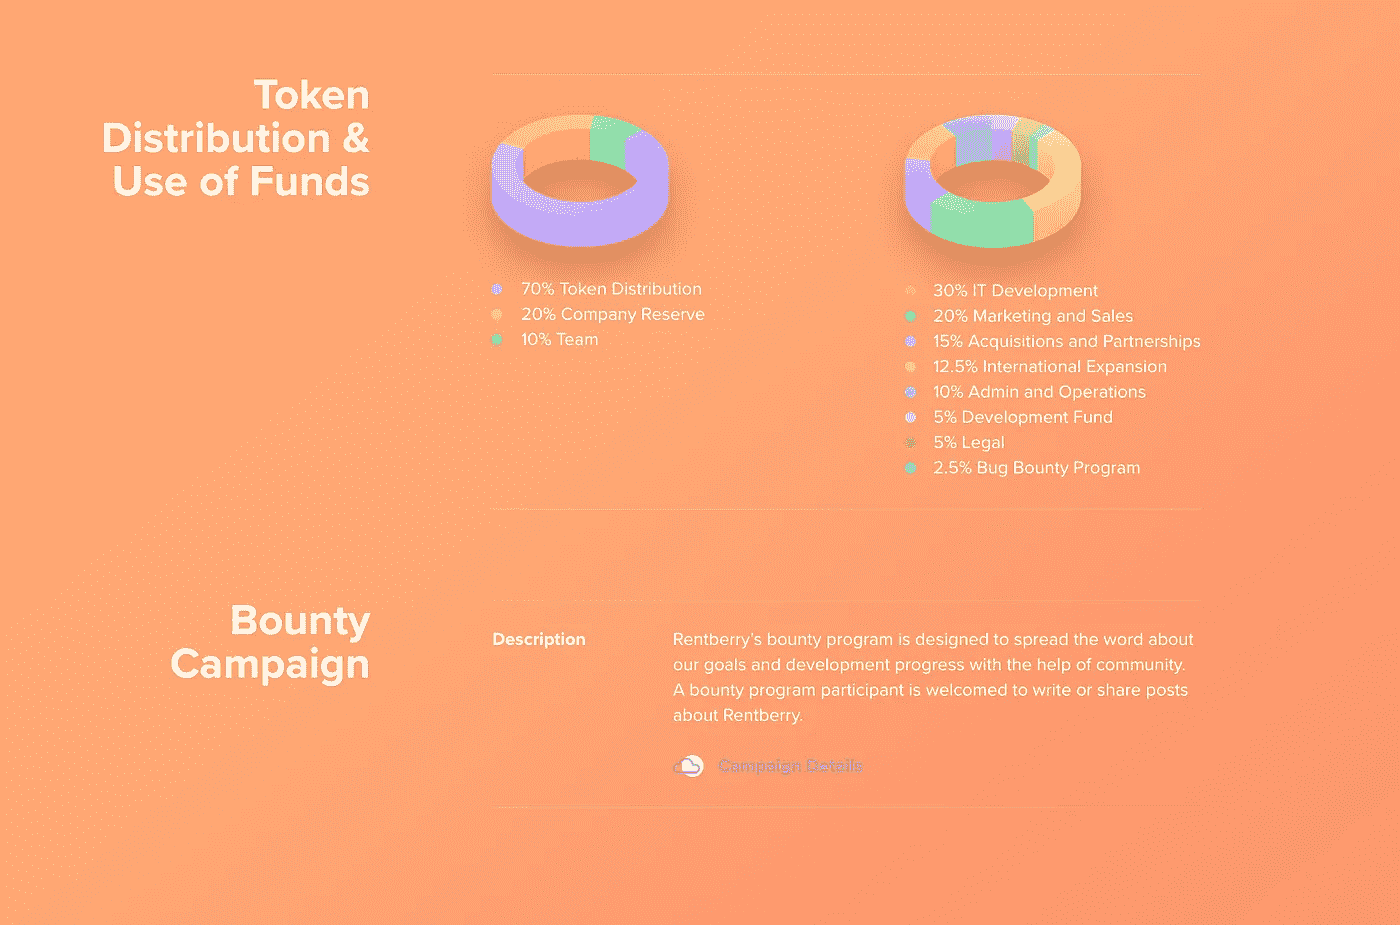 Token
Distribution &
Use of Funds
70% Token Distribution
20% Company Reserve
10% Team
30% IT Development
20% Marketing and Sales
15% Acquisitions and Partnerships
12.5% International Expansion
10% Admin and Operations
5% Development Fund
5% Legal
2.5% Bug Bounty Program
Bounty
Campaign
Description
Rentberry's bounty program is designed to spread the word about
our goals and development progress with the help of community.
A bounty program participant is welcomed to write or share posts
about Rentberry.
Campaign Details